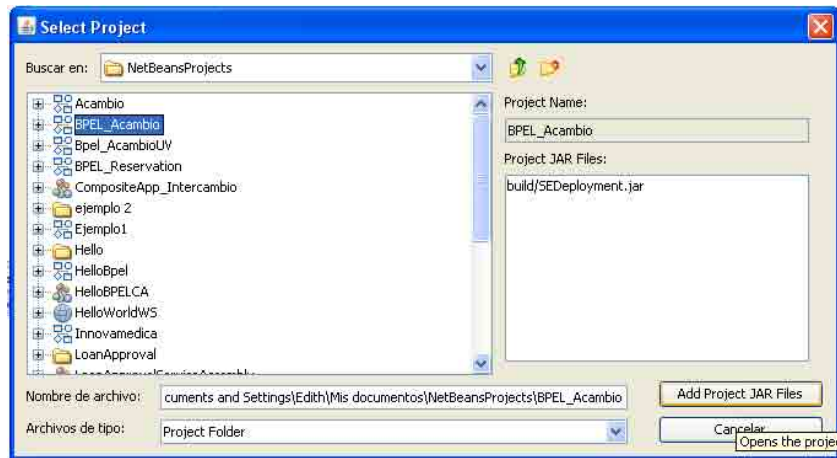 Select Project
Buscar en: NetBeansProjects
Acambio
BPEL_Acambio
Bpel_AcambioUV
BPEL_Reservation
CompositeApp_Intercambio
ejemplo 2
Ejemplo1
Hello
HelloBpel
HelloBPELCA
HelloWorldWS
Innovamedica
LoanApproval
Project Name:
BPEL_Acambio
Project JAR Files:
build/SEDeployment.jar
Nombre de archivo: cuments and Settings\Edith\Mis documentos\NetBeansProjects\BPEL_Acambio
Add Project JAR Files
Archivos de tipo: Project Folder
Cancelar
Opens the projec